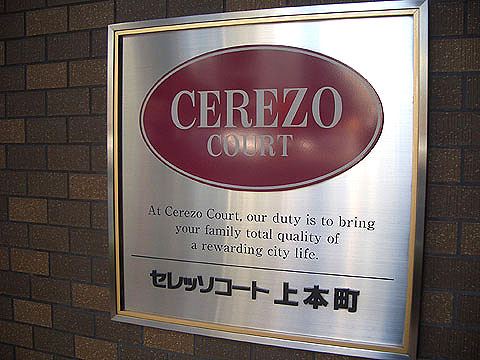 CEREZO
COURT
At Cerezo Court, our duty is to bring
your family total quality of
a rewarding city life.
セレッソコート上本町